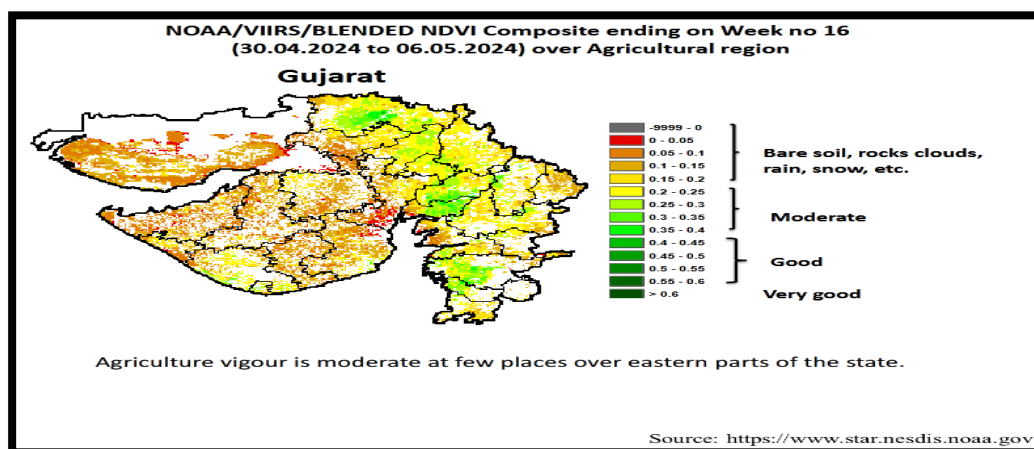 NOAA/VIIRS/BLENDED NDVI Composite ending on Week no 16
(30.04.2024 to 06.05.2024) over Agricultural region
Gujarat
-9999 - 0
0 - 0.05
0.05 - 0.1
0.1 - 0.15
0.15 - 0.2
0.2 - 0.25
0.25 - 0.3
0.3 - 0.35
0.35 - 0.4
0.4 - 0.45
0.45 - 0.5
0.5 - 0.55
0.55 - 0.6
> 0.6
Bare soil, rocks clouds,
rain, snow, etc.
Moderate
Good
Very good
Agriculture vigour is moderate at few places over eastern parts of the state.
Source: https://www.star.nesdis.noaa.gov